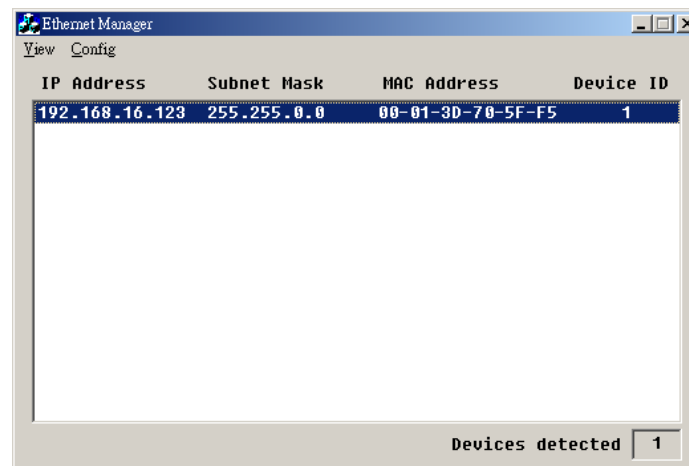 Ethernet Manager
View Config
IP Address Subnet Mask MAC Address Device ID
192.168.16.123 255.255.0.0 00-01-3D-70-5F-F5 1
Devices detected 1